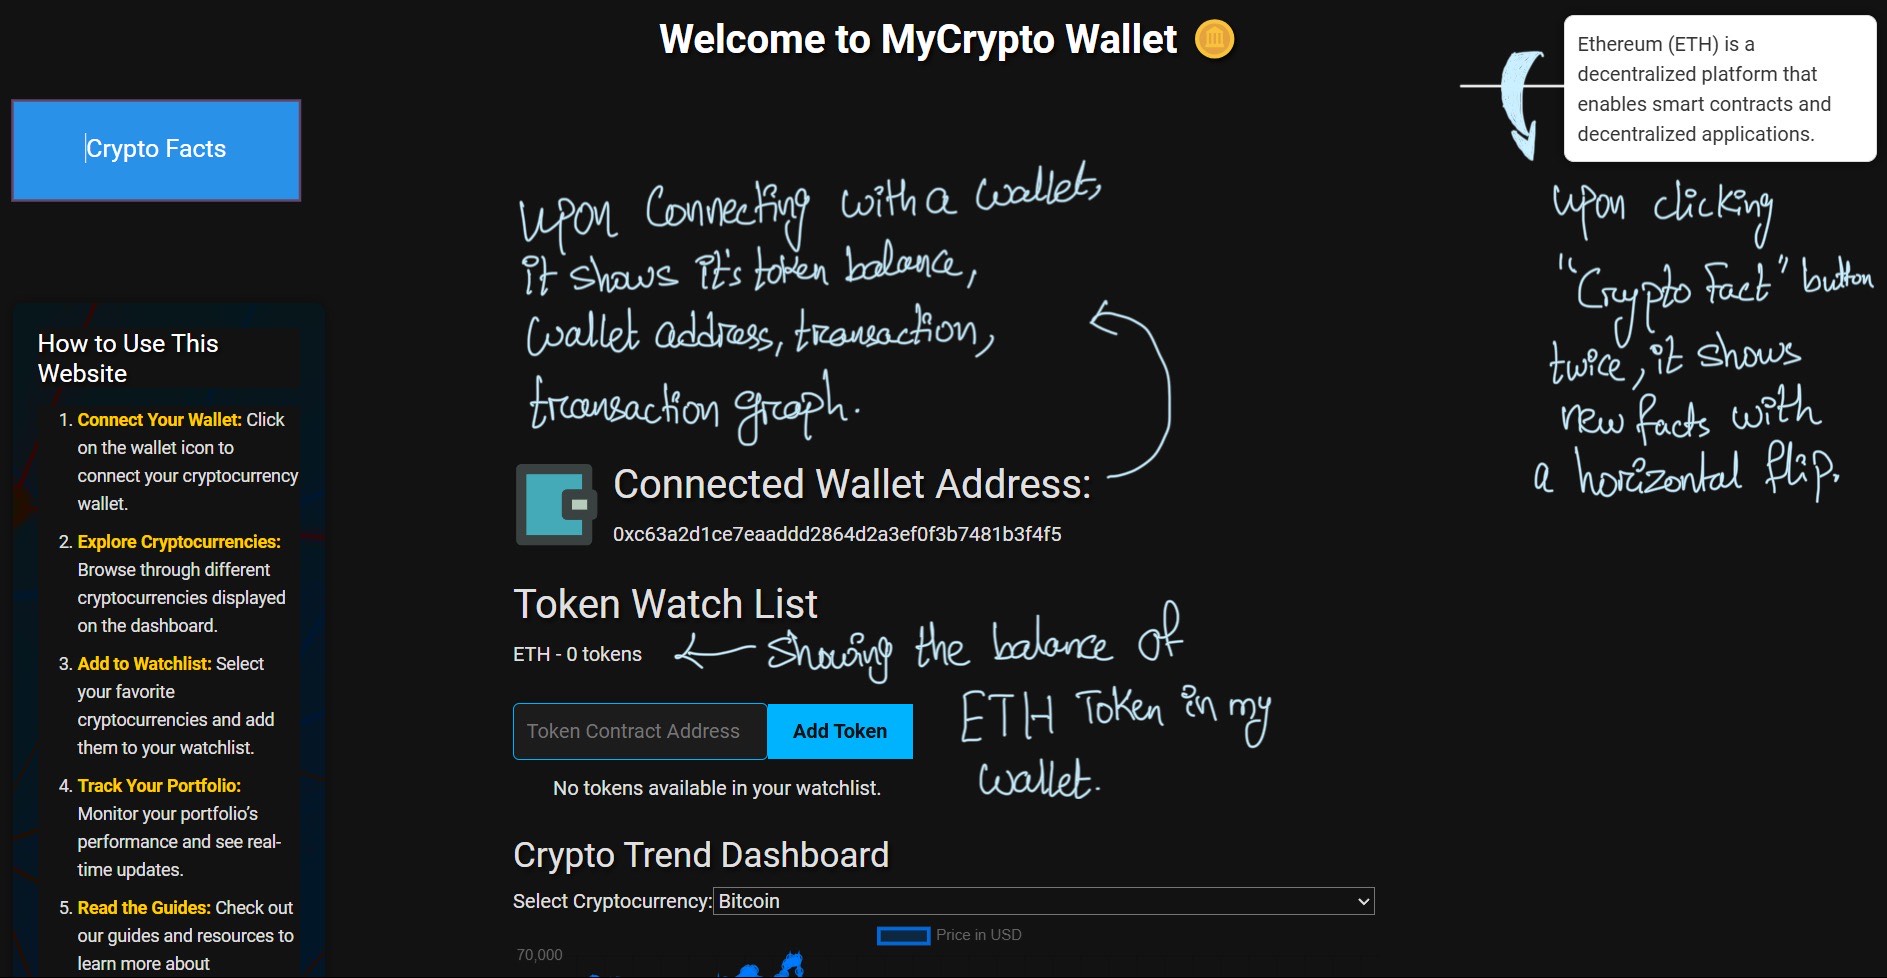 Welcome to MyCrypto Wallet
Ethereum (ETH) is a
decentralized platform that
enables smart contracts and
decentralized applications.
Crypto Facts
upon Connecting with a wallet,
it shows it's token balance,
wallet address, transaction,
transaction graph.
upon clicking
"Crypto Fact" button
twice, it shows
new facts with
a horizontal flip.
How to Use This
Website
1. Connect Your Wallet: Click
on the wallet icon to
connect your cryptocurrency
wallet.
2. Explore Cryptocurrencies:
Browse through different
cryptocurrencies displayed
on the dashboard.
3. Add to Watchlist: Select
your favorite
cryptocurrencies and add
them to your watchlist.
4. Track Your Portfolio:
Monitor your portfolio's
performance and see real-
time updates.
5. Read the Guides: Check out
our guides and resources to
learn more about
Connected Wallet Address:
0xc63a2d1ce7eaaddd2864d2a3ef0f3b7481b3f4f5
Token Watch List
ETH - 0 tokens
Showing the balance of
ETH Token in my
wallet.
Token Contract Address
Add Token
No tokens available in your watchlist.
Crypto Trend Dashboard
Select Cryptocurrency: Bitcoin
Price in USD
70,000